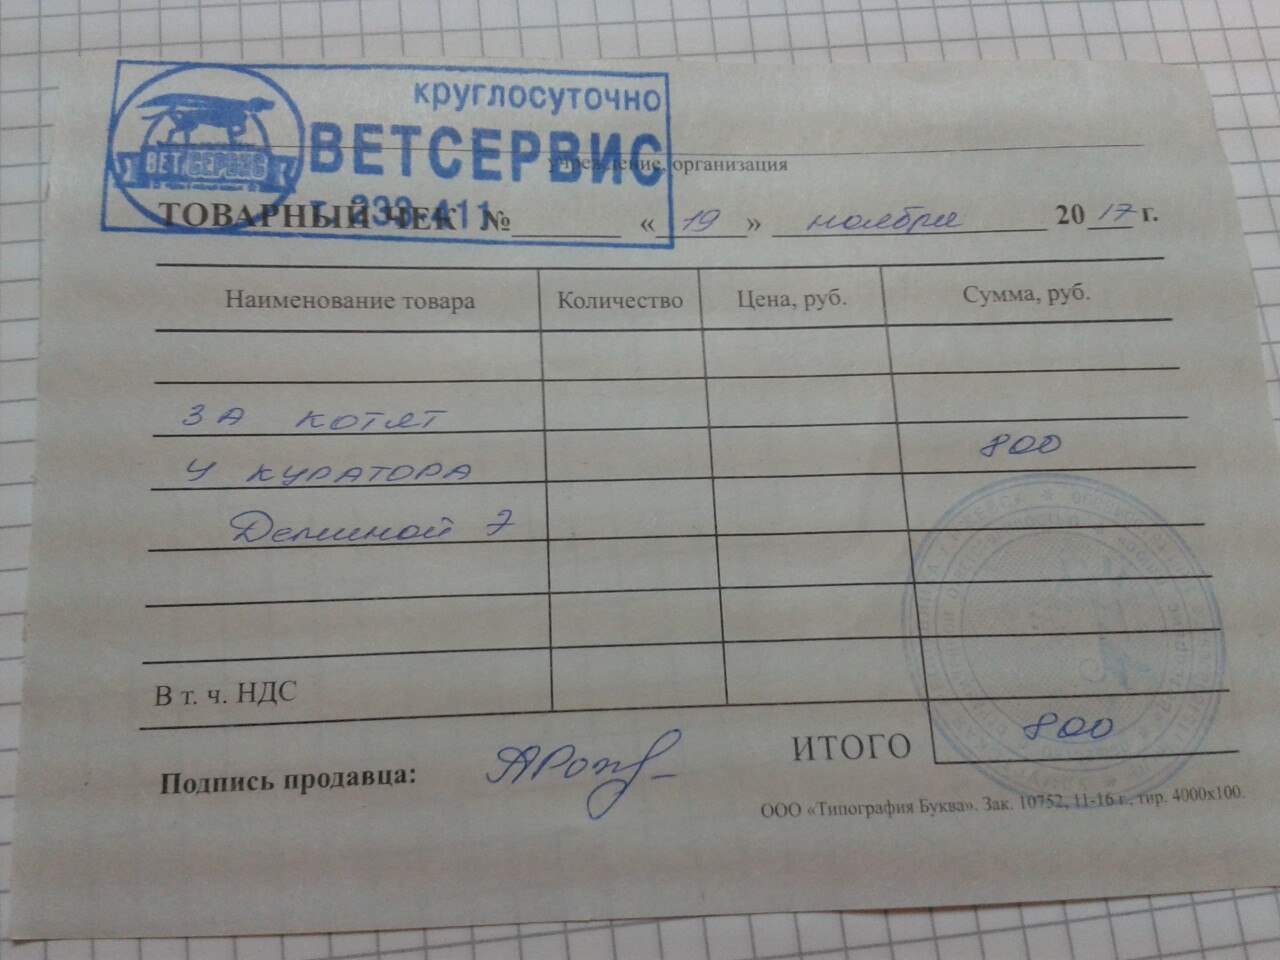 круглосуточно
ВЕТСЕРВИС
ВЕТ СЕРВИС
учреждение, организация
т. 233-411
ТОВАРНЫЙ ЧЕК № « 19 » ноября 20 17 г.
Наименование товара Количество Цена, руб. Сумма, руб.
ЗА КОТЯТ
У КУРАТОРА 800
Деминой Э
В т. ч. НДС
ИТОГО 800
Подпись продавца:
ООО «Типография Буква». Зак. 10752, 11-16 г., тир. 4000х100.